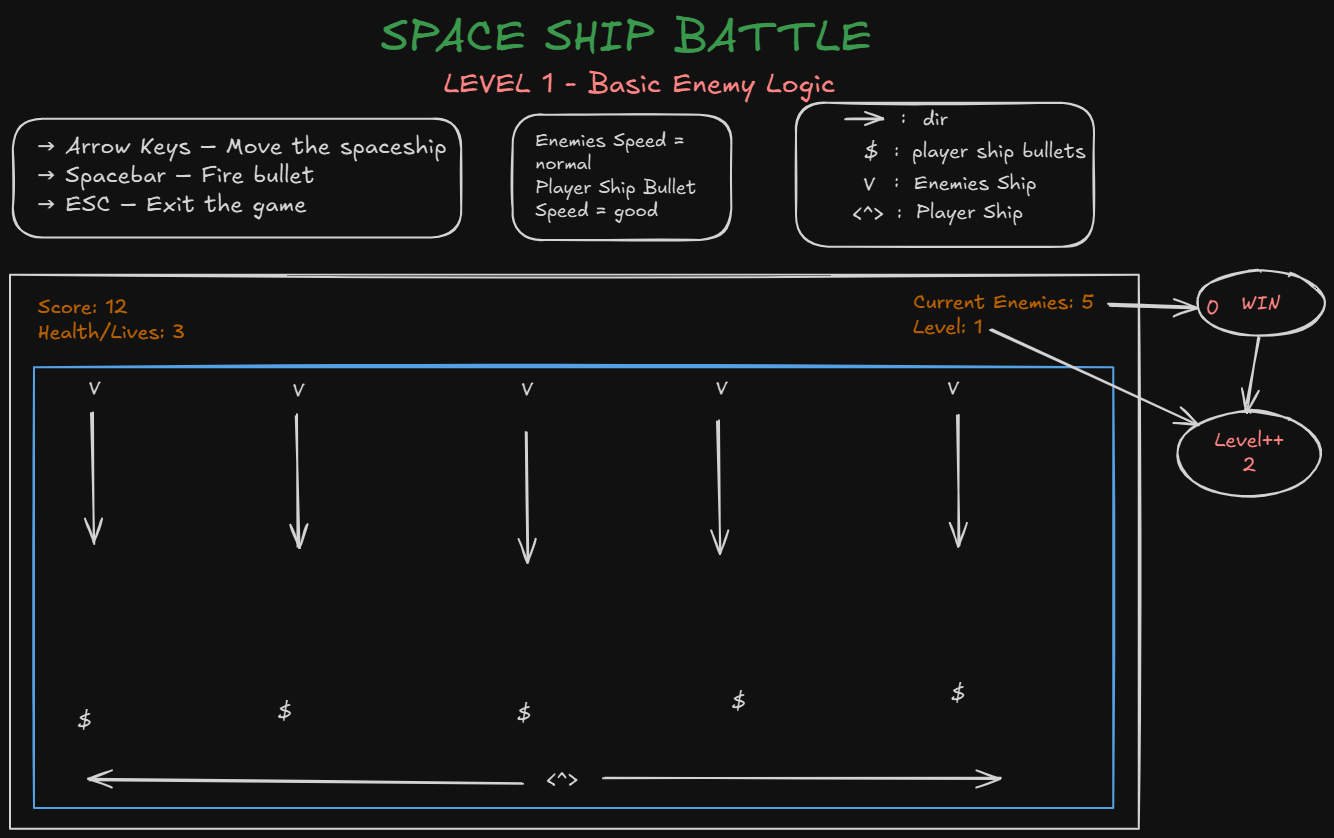 SPACE SHIP BATTLE
LEVEL 1 - Basic Enemy Logic
→ Arrow Keys — Move the spaceship
→ Spacebar — Fire bullet
→ ESC — Exit the game
Enemies Speed =
normal
Player Ship Bullet
Speed = good
: dir
$ : player ship bullets
V : Enemies Ship
<^> : Player Ship
Score: 12
Health/Lives: 3
Current Enemies: 5
Level: 1
0 WIN
Level++
2
V V V V V
$ $ $ $ $
<^>